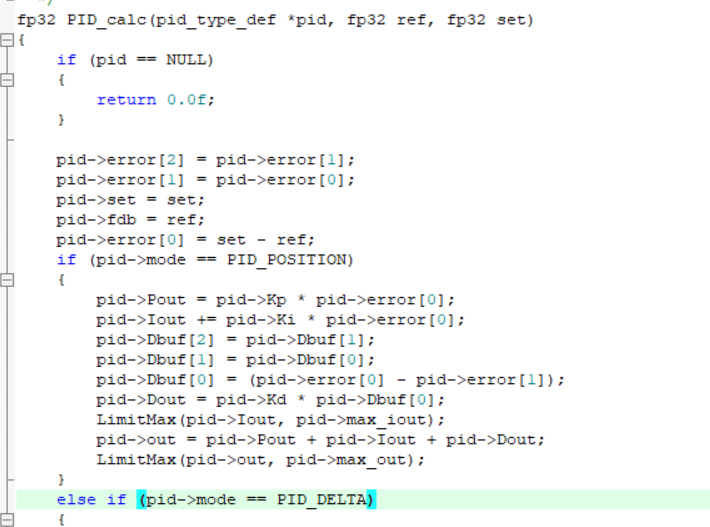 */
fp32 PID_calc(pid_type_def *pid, fp32 ref, fp32 set)
{
    if (pid == NULL)
    {
        return 0.0f;
    }

    pid->error[2] = pid->error[1];
    pid->error[1] = pid->error[0];
    pid->set = set;
    pid->fdb = ref;
    pid->error[0] = set - ref;
    if (pid->mode == PID_POSITION)
    {
        pid->Pout = pid->Kp * pid->error[0];
        pid->Iout += pid->Ki * pid->error[0];
        pid->Dbuf[2] = pid->Dbuf[1];
        pid->Dbuf[1] = pid->Dbuf[0];
        pid->Dbuf[0] = (pid->error[0] - pid->error[1]);
        pid->Dout = pid->Kd * pid->Dbuf[0];
        LimitMax(pid->Iout, pid->max_iout);
        pid->out = pid->Pout + pid->Iout + pid->Dout;
        LimitMax(pid->out, pid->max_out);
    }
    else if (pid->mode == PID_DELTA)
    {